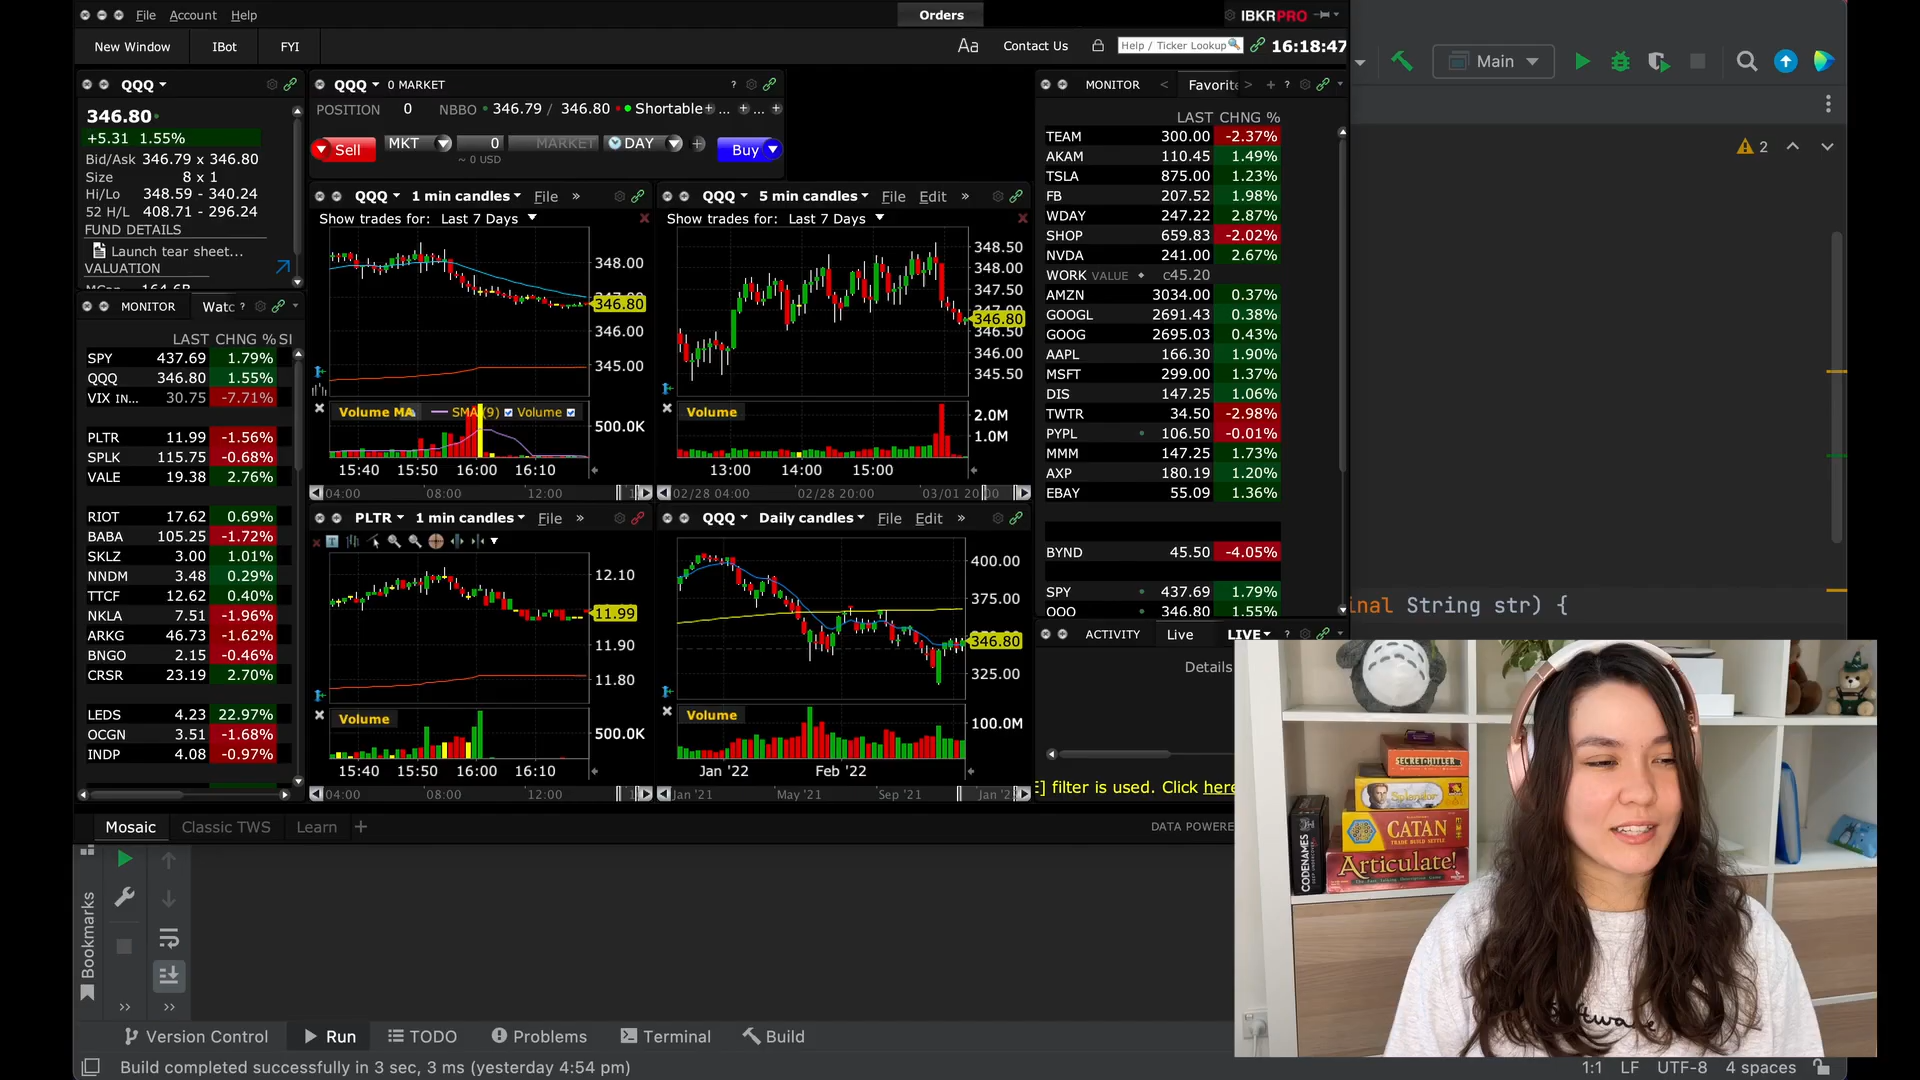 File Account Help
Orders
IBKRPRO
New Window IBot FYI
Aa Contact Us Help / Ticker Lookup 16:18:47
QQQ
346.80
+5.31 1.55%
Bid/Ask 346.79 x 346.80
Size 8 x 1
Hi/Lo 348.59 - 340.24
52 H/L 408.71 - 296.24
FUND DETAILS
Launch tear sheet...
VALUATION
MONITOR Watc ?
LAST CHNG % SI
SPY 437.69 1.79%
QQQ 346.80 1.55%
VIX IN... 30.75 -7.71%
PLTR 11.99 -1.56%
SPLK 115.75 -0.68%
VALE 19.38 2.76%
RIOT 17.62 0.69%
BABA 105.25 -1.72%
SKLZ 3.00 1.01%
NNDM 3.48 0.29%
TTCF 12.62 0.40%
NKLA 7.51 -1.96%
ARKG 46.73 -1.62%
BNGO 2.15 -0.46%
CRSR 23.19 2.70%
LEDS 4.23 22.97%
OCGN 3.51 -1.68%
INDP 4.08 -0.97%
QQQ 0 MARKET ?
POSITION 0 NBBO 346.79 / 346.80 Shortable + ... + ... +
Sell MKT 0 MARKET DAY + Buy
~ 0 USD
QQQ 1 min candles File »
Show trades for: Last 7 Days
348.00
346.80
346.00
345.00
Volume MA SMA(9) Volume
500.0K
15:40 15:50 16:00 16:10
04:00 08:00 12:00
QQQ 5 min candles File Edit »
Show trades for: Last 7 Days
348.50
348.00
347.50
346.80
346.50
346.00
345.50
Volume
2.0M
1.0M
13:00 14:00 15:00
02/28 04:00 02/28 20:00 03/01 20:00
PLTR 1 min candles File »
12.10
11.99
11.90
11.80
Volume
500.0K
15:40 15:50 16:00 16:10
04:00 08:00 12:00
QQQ Daily candles File Edit »
400.00
375.00
346.80
325.00
Volume
100.0M
Jan '22 Feb '22
Jan '21 May '21 Sep '21 Jan '2
MONITOR < Favorit > + ?
LAST CHNG %
TEAM 300.00 -2.37%
AKAM 110.45 1.49%
TSLA 875.00 1.23%
FB 207.52 1.98%
WDAY 247.22 2.87%
SHOP 659.83 -2.02%
NVDA 241.00 2.67%
WORK VALUE c45.20
AMZN 3034.00 0.37%
GOOGL 2691.43 0.38%
GOOG 2695.03 0.43%
AAPL 166.30 1.90%
MSFT 299.00 1.37%
DIS 147.25 1.06%
TWTR 34.50 -2.98%
PYPL 106.50 -0.01%
MMM 147.25 1.73%
AXP 180.19 1.20%
EBAY 55.09 1.36%
BYND 45.50 -4.05%
SPY 437.69 1.79%
QQQ 346.80 1.55%
ACTIVITY Live LIVE ?
Details
E] filter is used. Click here
Mosaic Classic TWS Learn +
DATA POWERE
Main
2
inal String str) {
SECRET HITLER
Splendor
CATAN
TRADE BUILD SETTLE
Articulate!
CODENAMES
Software
Bookmarks
Version Control Run TODO Problems Terminal Build
Build completed successfully in 3 sec, 3 ms (yesterday 4:54 pm)
1:1 LF UTF-8 4 spaces